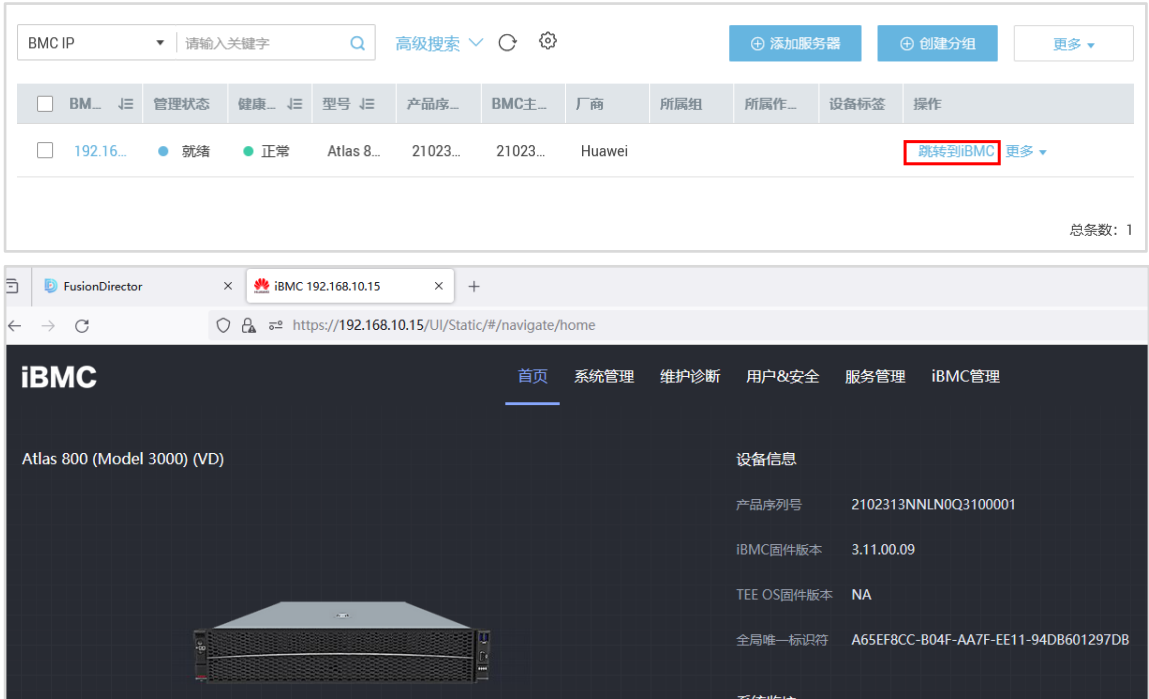 BMC IP 请输入关键字 高级搜索 添加服务器 创建分组 更多
BM... 管理状态 健康... 型号 产品序... BMC主... 厂商 所属组 所属作... 设备标签 操作
192.16... 就绪 正常 Atlas 8... 21023... 21023... Huawei 跳转到iBMC 更多
总条数：1
FusionDirector iBMC 192.168.10.15
https://192.168.10.15/UI/Static/#/navigate/home
iBMC 首页 系统管理 维护诊断 用户&安全 服务管理 iBMC管理
Atlas 800 (Model 3000) (VD) 设备信息
产品序列号 2102313NNLN0Q3100001
iBMC固件版本 3.11.00.09
TEE OS固件版本 NA
全局唯一标识符 A65EF8CC-B04F-AA7F-EE11-94DB601297DB